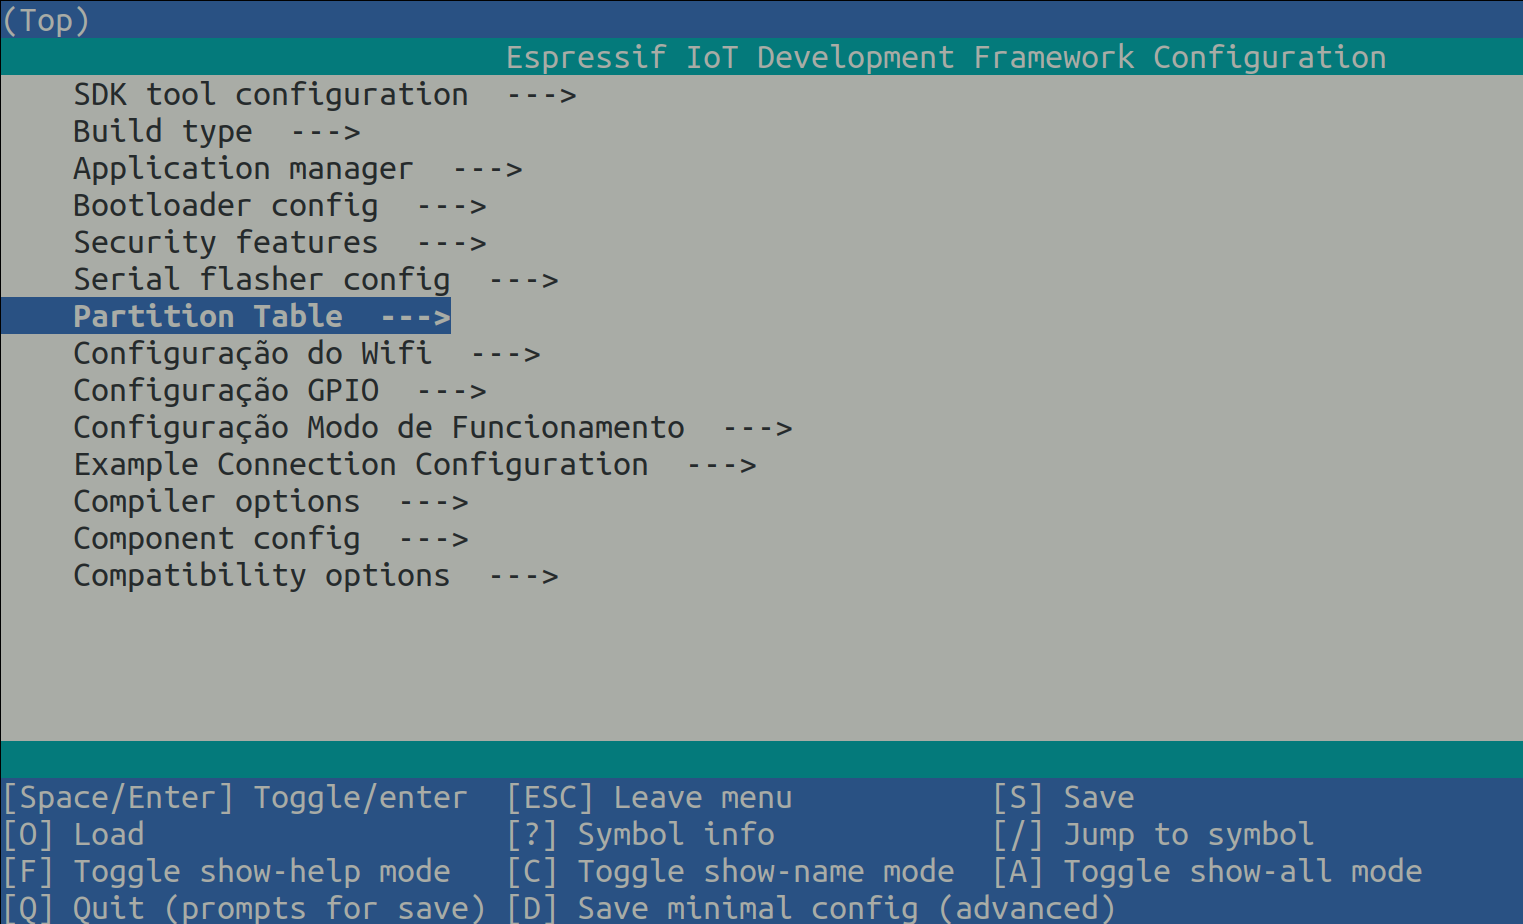 (Top)
Espressif IoT Development Framework Configuration
SDK tool configuration  --->
Build type  --->
Application manager  --->
Bootloader config  --->
Security features  --->
Serial flasher config  --->
Partition Table  --->
Configuração do Wifi  --->
Configuração GPIO  --->
Configuração Modo de Funcionamento  --->
Example Connection Configuration  --->
Compiler options  --->
Component config  --->
Compatibility options  --->
[Space/Enter] Toggle/enter  [ESC] Leave menu  [S] Save
[O] Load  [?] Symbol info  [/] Jump to symbol
[F] Toggle show-help mode  [C] Toggle show-name mode  [A] Toggle show-all mode
[Q] Quit (prompts for save)  [D] Save minimal config (advanced)